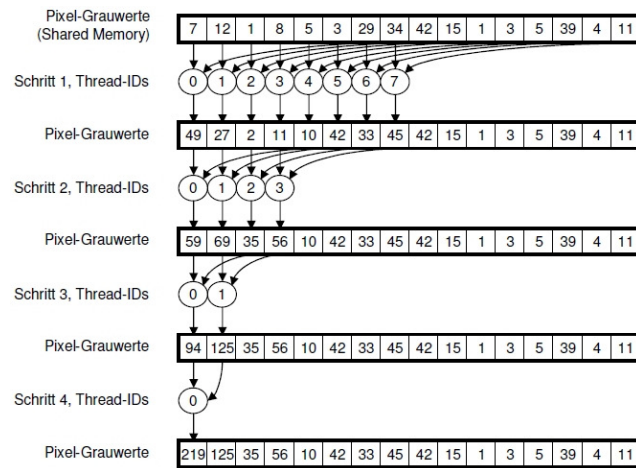 Pixel-Grauwerte
(Shared Memory) 7 12 1 8 5 3 29 34 42 15 1 3 5 39 4 11
Schritt 1, Thread-IDs 0 1 2 3 4 5 6 7
Pixel-Grauwerte 49 27 2 11 10 42 33 45 42 15 1 3 5 39 4 11
Schritt 2, Thread-IDs 0 1 2 3
Pixel-Grauwerte 59 69 35 56 10 42 33 45 42 15 1 3 5 39 4 11
Schritt 3, Thread-IDs 0 1
Pixel-Grauwerte 94 125 35 56 10 42 33 45 42 15 1 3 5 39 4 11
Schritt 4, Thread-IDs 0
Pixel-Grauwerte 219 125 35 56 10 42 33 45 42 15 1 3 5 39 4 11